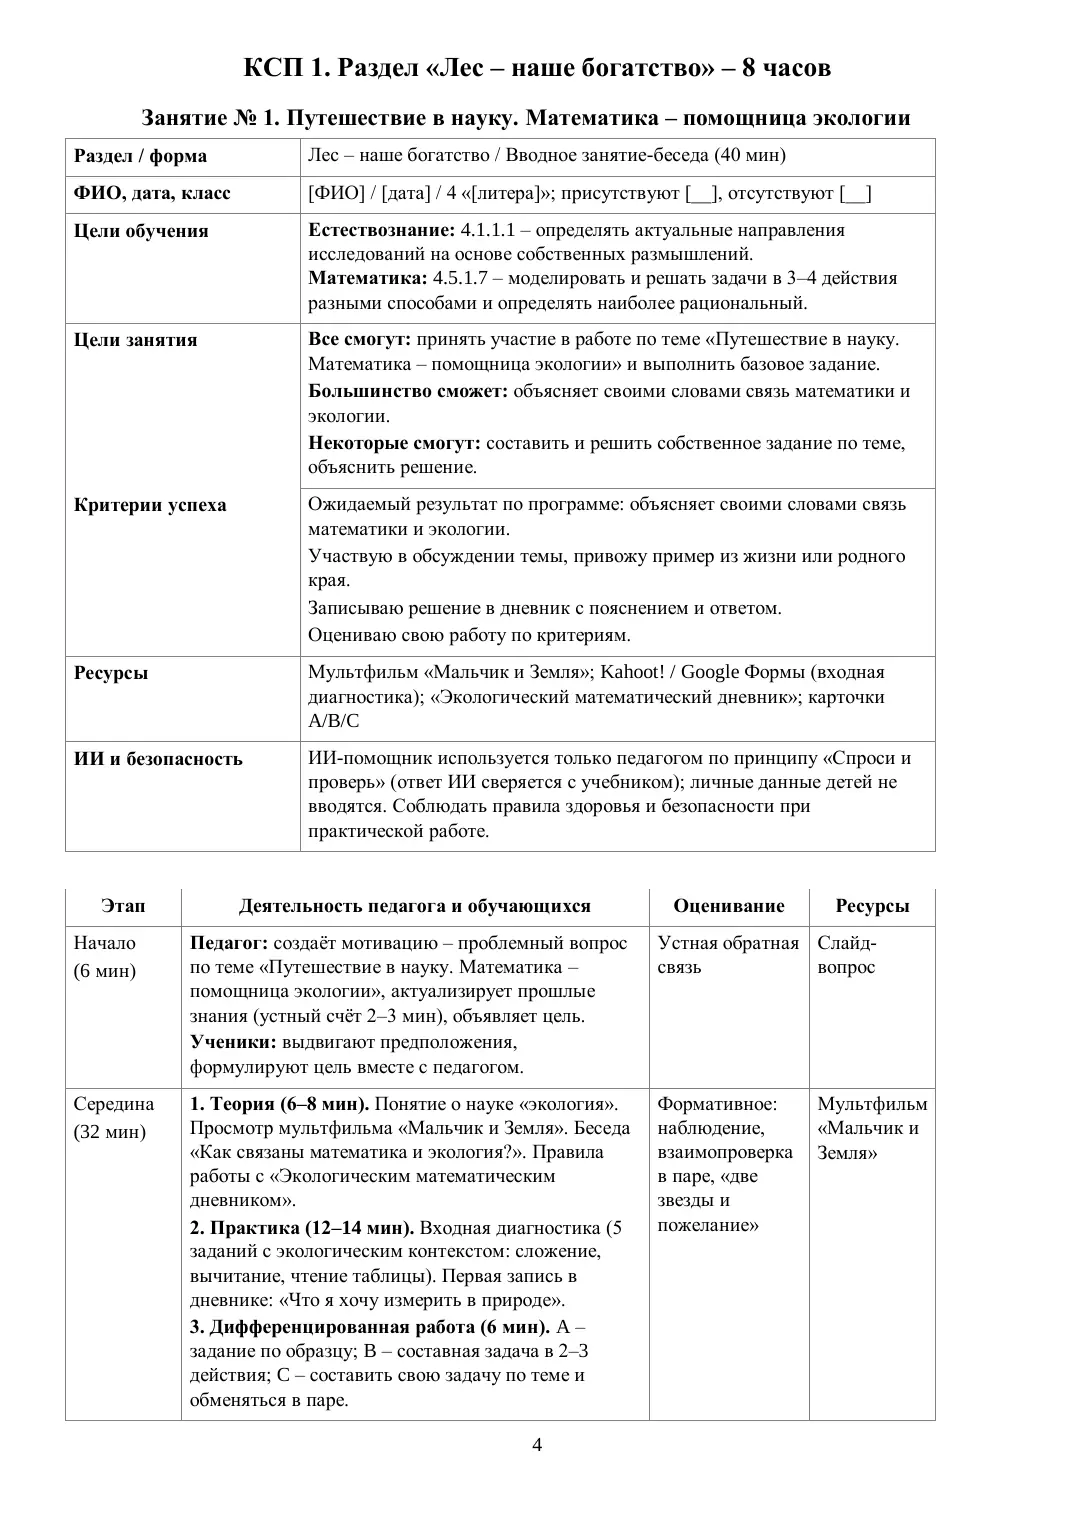 КСП 1. Раздел «Лес – наше богатство» – 8 часов
Занятие № 1. Путешествие в науку. Математика – помощница экологии
Раздел / форма
Лес – наше богатство / Вводное занятие-беседа (40 мин)
ФИО, дата, класс
[ФИО] / [дата] / 4 «[литера]»; присутствуют [__], отсутствуют [__]
Цели обучения
Естествознание: 4.1.1.1 – определять актуальные направления
исследований на основе собственных размышлений.
Математика: 4.5.1.7 – моделировать и решать задачи в 3–4 действия
разными способами и определять наиболее рациональный.
Цели занятия
Все смогут: принять участие в работе по теме «Путешествие в науку.
Математика – помощница экологии» и выполнить базовое задание.
Большинство сможет: объясняет своими словами связь математики и
экологии.
Некоторые смогут: составить и решить собственное задание по теме,
объяснить решение.
Критерии успеха
Ожидаемый результат по программе: объясняет своими словами связь
математики и экологии.
Участвую в обсуждении темы, привожу пример из жизни или родного
края.
Записываю решение в дневник с пояснением и ответом.
Оцениваю свою работу по критериям.
Ресурсы
Мультфильм «Мальчик и Земля»; Kahoot! / Google Формы (входная
диагностика); «Экологический математический дневник»; карточки
A/B/C
ИИ и безопасность
ИИ-помощник используется только педагогом по принципу «Спроси и
проверь» (ответ ИИ сверяется с учебником); личные данные детей не
вводятся. Соблюдать правила здоровья и безопасности при
практической работе.
Этап
Деятельность педагога и обучающихся
Оценивание
Ресурсы
Начало
(6 мин)
Педагог: создаёт мотивацию – проблемный вопрос
по теме «Путешествие в науку. Математика –
помощница экологии», актуализирует прошлые
знания (устный счёт 2–3 мин), объявляет цель.
Ученики: выдвигают предположения,
формулируют цель вместе с педагогом.
Устная обратная
связь
Слайд-
вопрос
Середина
(32 мин)
1. Теория (6–8 мин). Понятие о науке «экология».
Просмотр мультфильма «Мальчик и Земля». Беседа
«Как связаны математика и экология?». Правила
работы с «Экологическим математическим
дневником».
2. Практика (12–14 мин). Входная диагностика (5
заданий с экологическим контекстом: сложение,
вычитание, чтение таблицы). Первая запись в
дневнике: «Что я хочу измерить в природе».
3. Дифференцированная работа (6 мин). A –
задание по образцу; B – составная задача в 2–3
действия; C – составить свою задачу по теме и
обменяться в паре.
Формативное:
наблюдение,
взаимопроверка
в паре, «две
звезды и
пожелание»
Мультфильм
«Мальчик и
Земля»
4